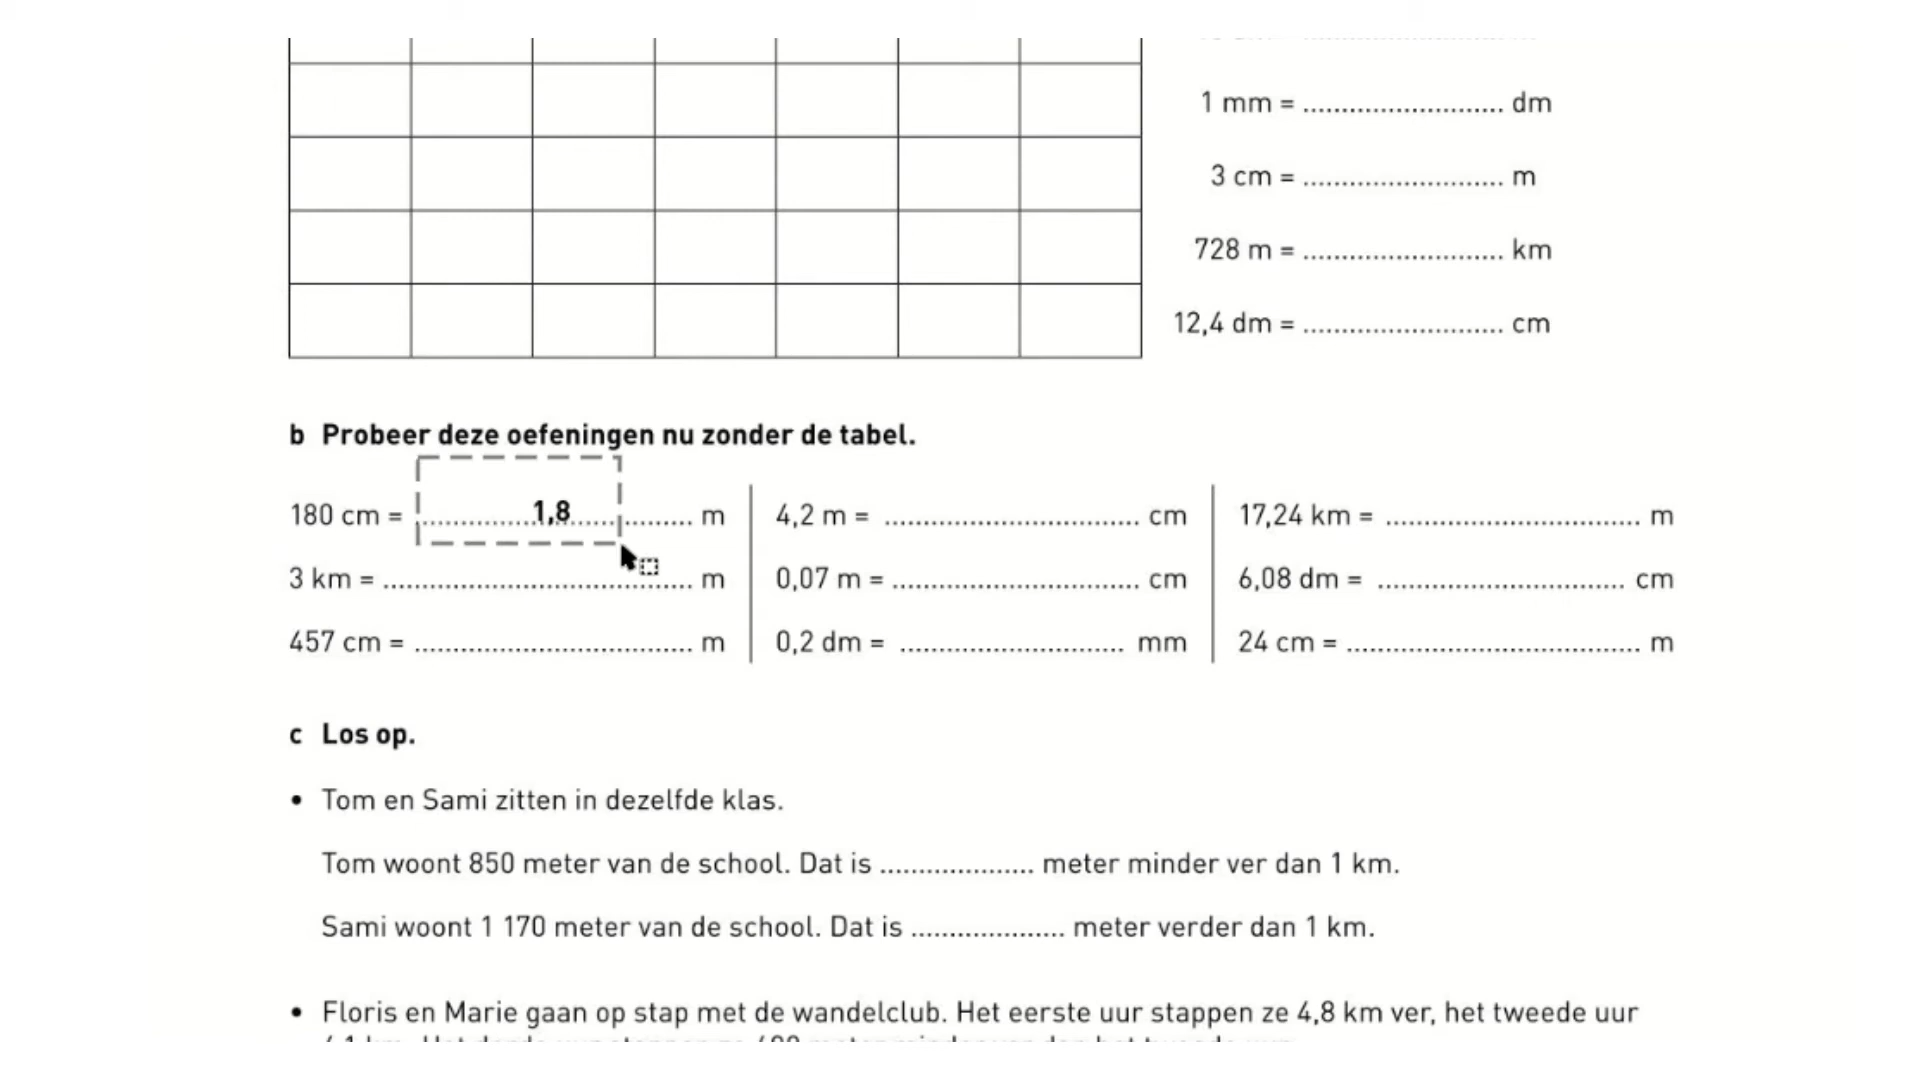 1 mm = .......................... dm
3 cm = .......................... m
728 m = .......................... km
12,4 dm = .......................... cm
b Probeer deze oefeningen nu zonder de tabel.
180 cm = ...............1,8............... m
4,2 m = ................................. cm
17,24 km = ................................. m
3 km = ........................................ m
0,07 m = ................................ cm
6,08 dm = ................................ cm
457 cm = .................................... m
0,2 dm = ............................. mm
24 cm = ...................................... m
c Los op.
• Tom en Sami zitten in dezelfde klas.
Tom woont 850 meter van de school. Dat is .................... meter minder ver dan 1 km.
Sami woont 1 170 meter van de school. Dat is .................... meter verder dan 1 km.
• Floris en Marie gaan op stap met de wandelclub. Het eerste uur stappen ze 4,8 km ver, het tweede uur